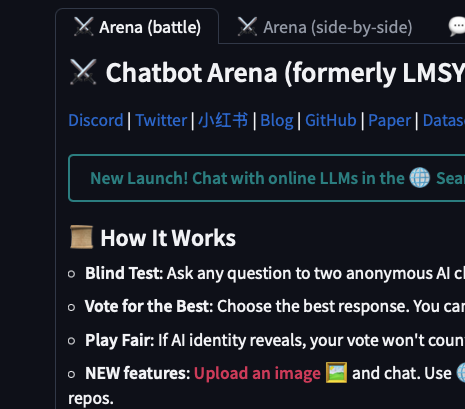 ⚔️ Arena (battle) ⚔️ Arena (side-by-side) 💬
⚔️ Chatbot Arena (formerly LMSY
Discord | Twitter | 小红书 | Blog | GitHub | Paper | Datas
New Launch! Chat with online LLMs in the 🌐 Sear
📜 How It Works
Blind Test: Ask any question to two anonymous AI c
Vote for the Best: Choose the best response. You can
Play Fair: If AI identity reveals, your vote won't coun
NEW features: Upload an image 🖼️ and chat. Use 🌐
repos.